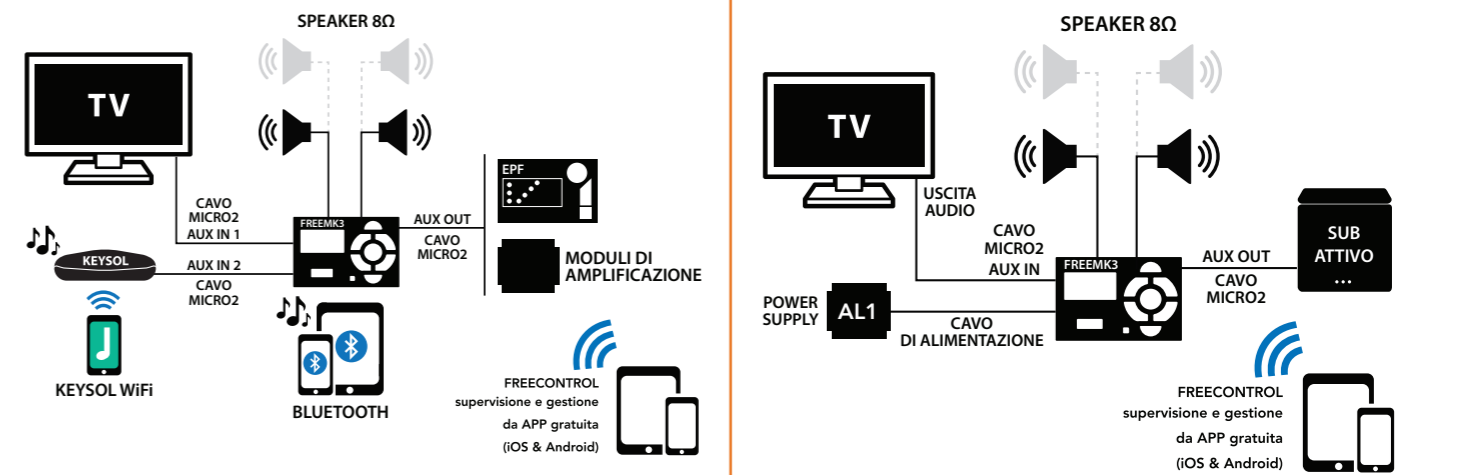 SPEAKER 8Ω
TV
CAVO
MICRO2
AUX IN 1
FREEMK3
AUX OUT
CAVO
MICRO2
EPF
MODULI DI
AMPLIFICAZIONE
KEYSOL
AUX IN 2
CAVO
MICRO2
KEYSOL WiFi
BLUETOOTH
FREECONTROL
supervisione e gestione
da APP gratuita
(iOS & Android)
SPEAKER 8Ω
TV
USCITA
AUDIO
CAVO
MICRO2
AUX IN
FREEMK3
AUX OUT
CAVO
MICRO2
SUB
ATTIVO
POWER
SUPPLY
AL1
CAVO
DI ALIMENTAZIONE
FREECONTROL
supervisione e gestione
da APP gratuita
(iOS & Android)